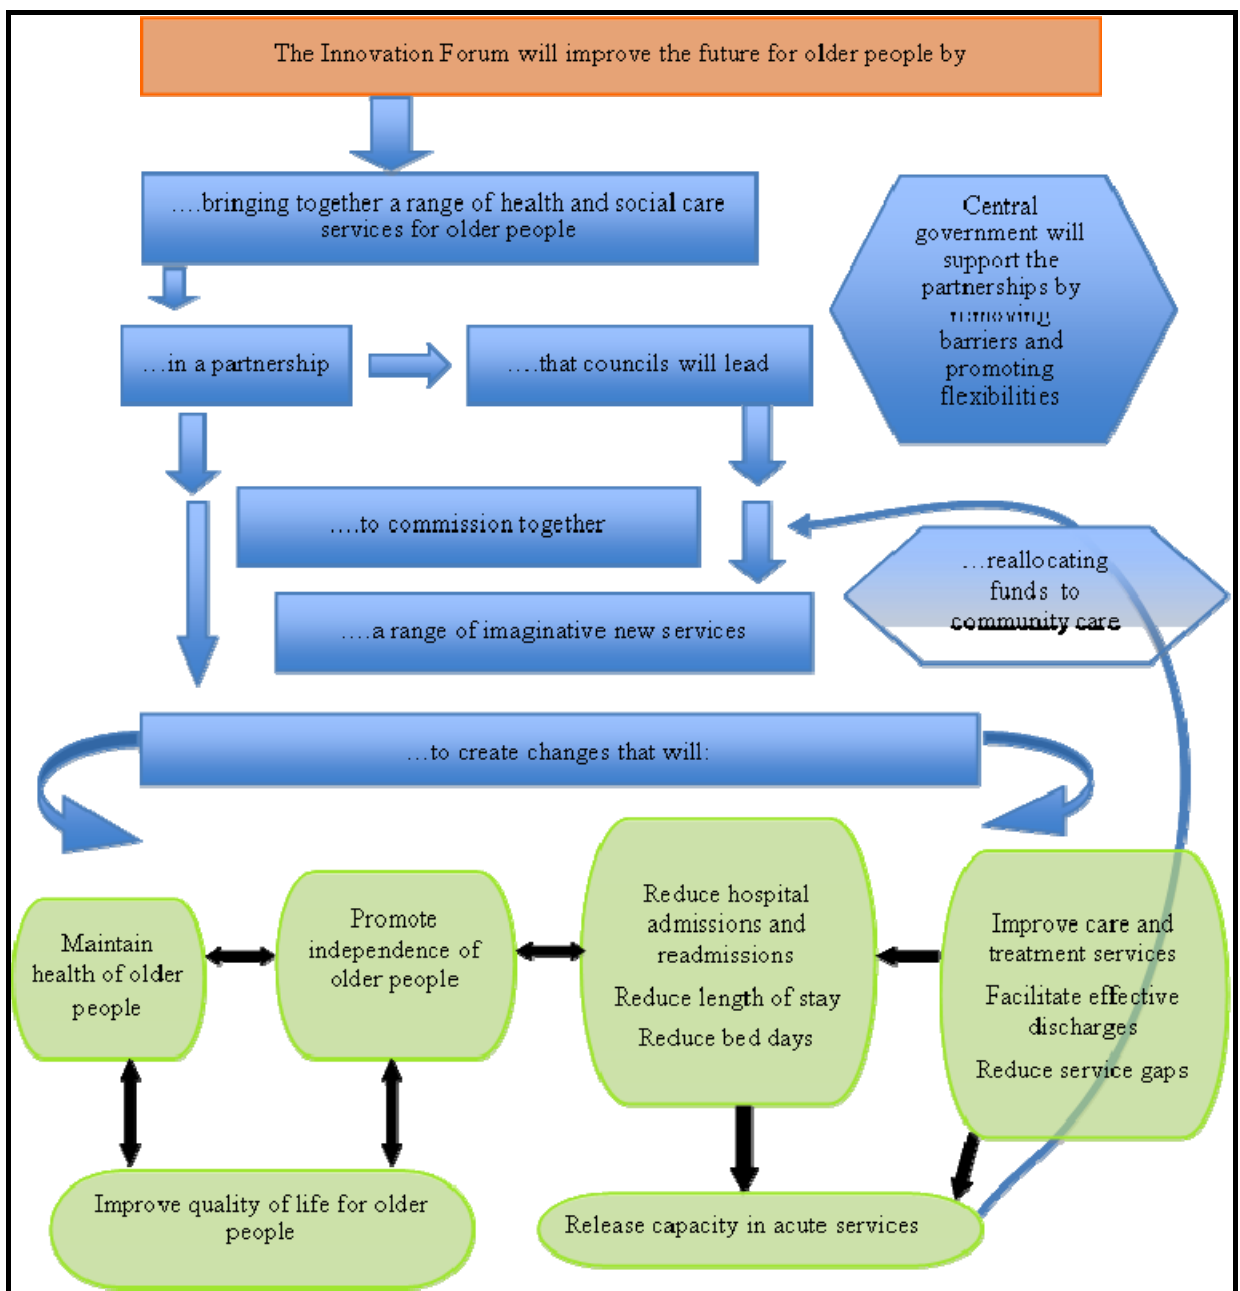 The Innovation Forum will improve the future for older people by
....bringing together a range of health and social care
services for older people
Central
government will
support the
partnerships by
removing
barriers and
promoting
flexibilities
...in a partnership
....that councils will lead
....to commission together
...reallocating
funds to
community care
....a range of imaginative new services
...to create changes that will:
Maintain
health of older
people
Promote
independence of
older people
Reduce hospital
admissions and
readmissions
Reduce length of stay
Reduce bed days
Improve care and
treatment services
Facilitate effective
discharges
Reduce service gaps
Improve quality of life for older
people
Release capacity in acute services